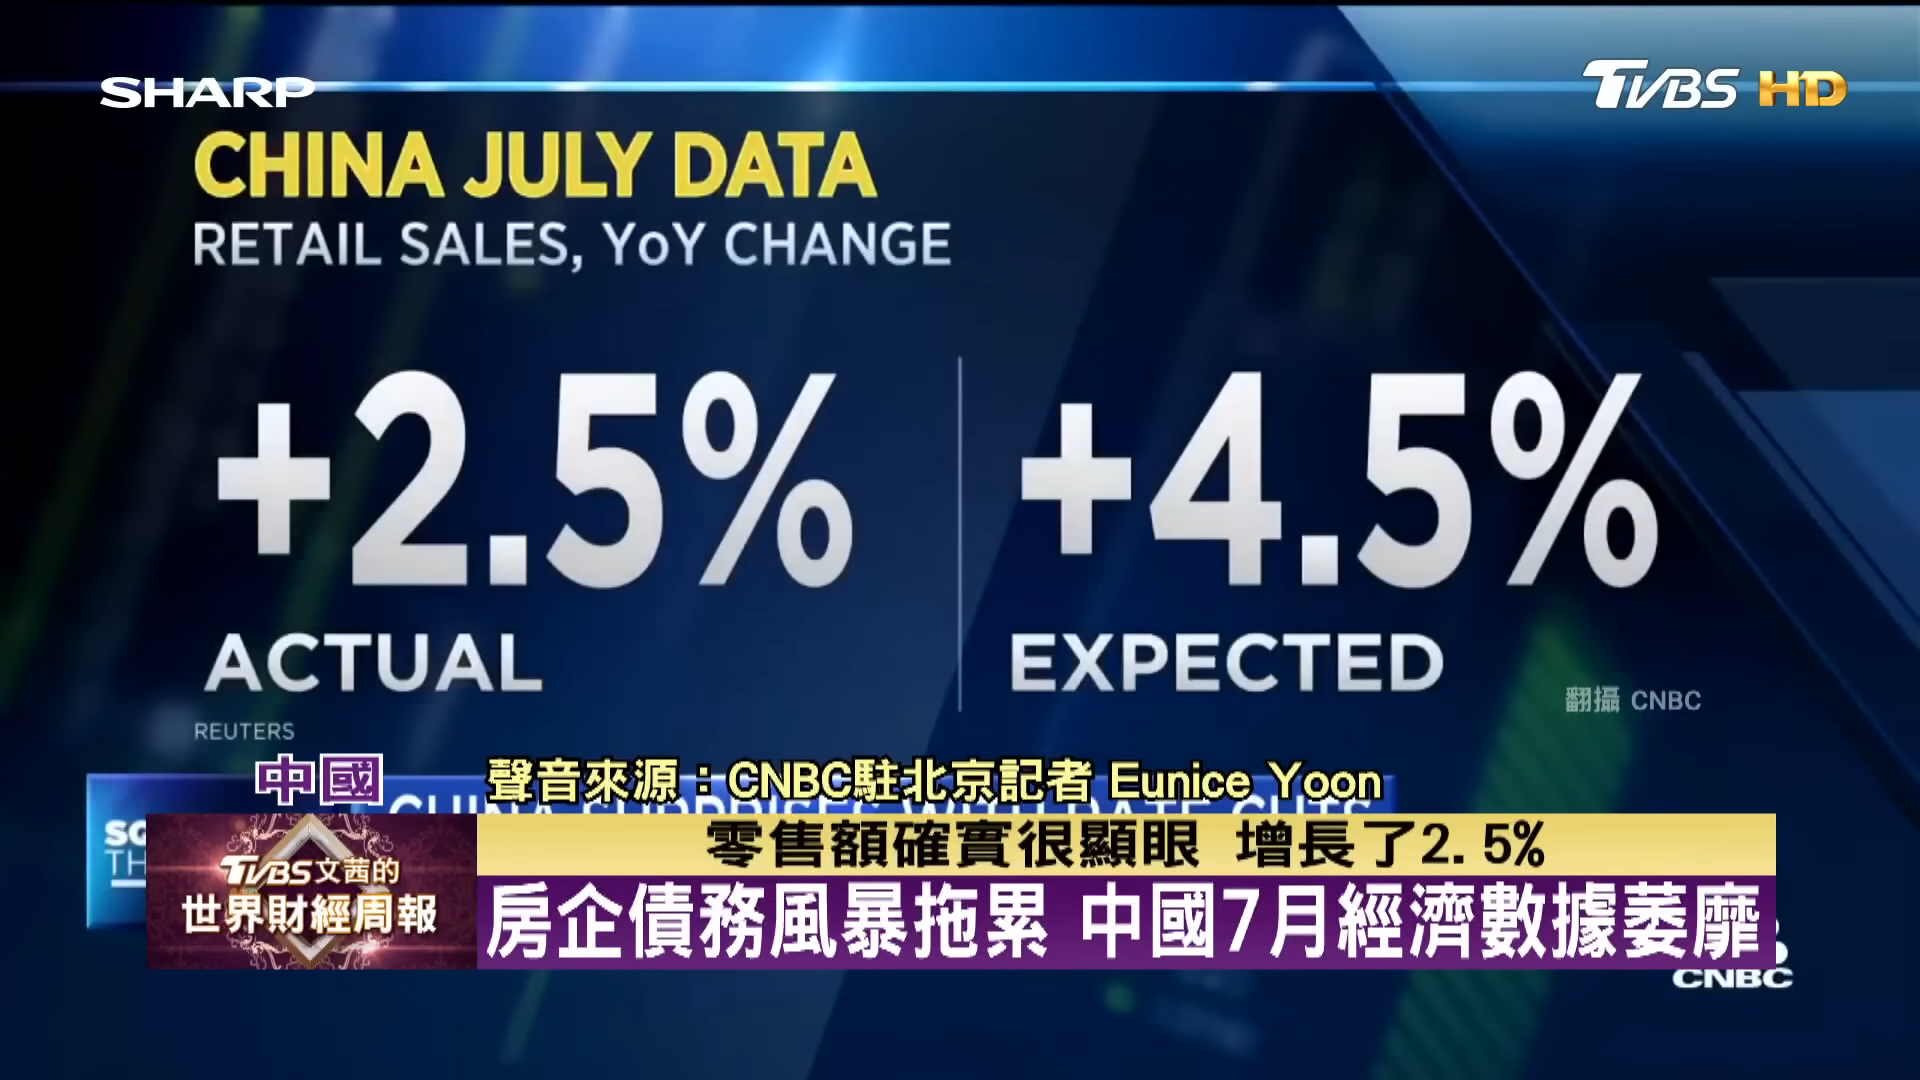 SHARP
TVBS HD
CHINA JULY DATA
RETAIL SALES, YoY CHANGE
+2.5%
ACTUAL
+4.5%
EXPECTED
翻攝 CNBC
REUTERS
中國
聲音來源：CNBC駐北京記者 Eunice Yoon
零售額確實很顯眼 增長了2.5%
TVBS文茜的
世界財經周報
房企債務風暴拖累 中國7月經濟數據萎靡
CNBC